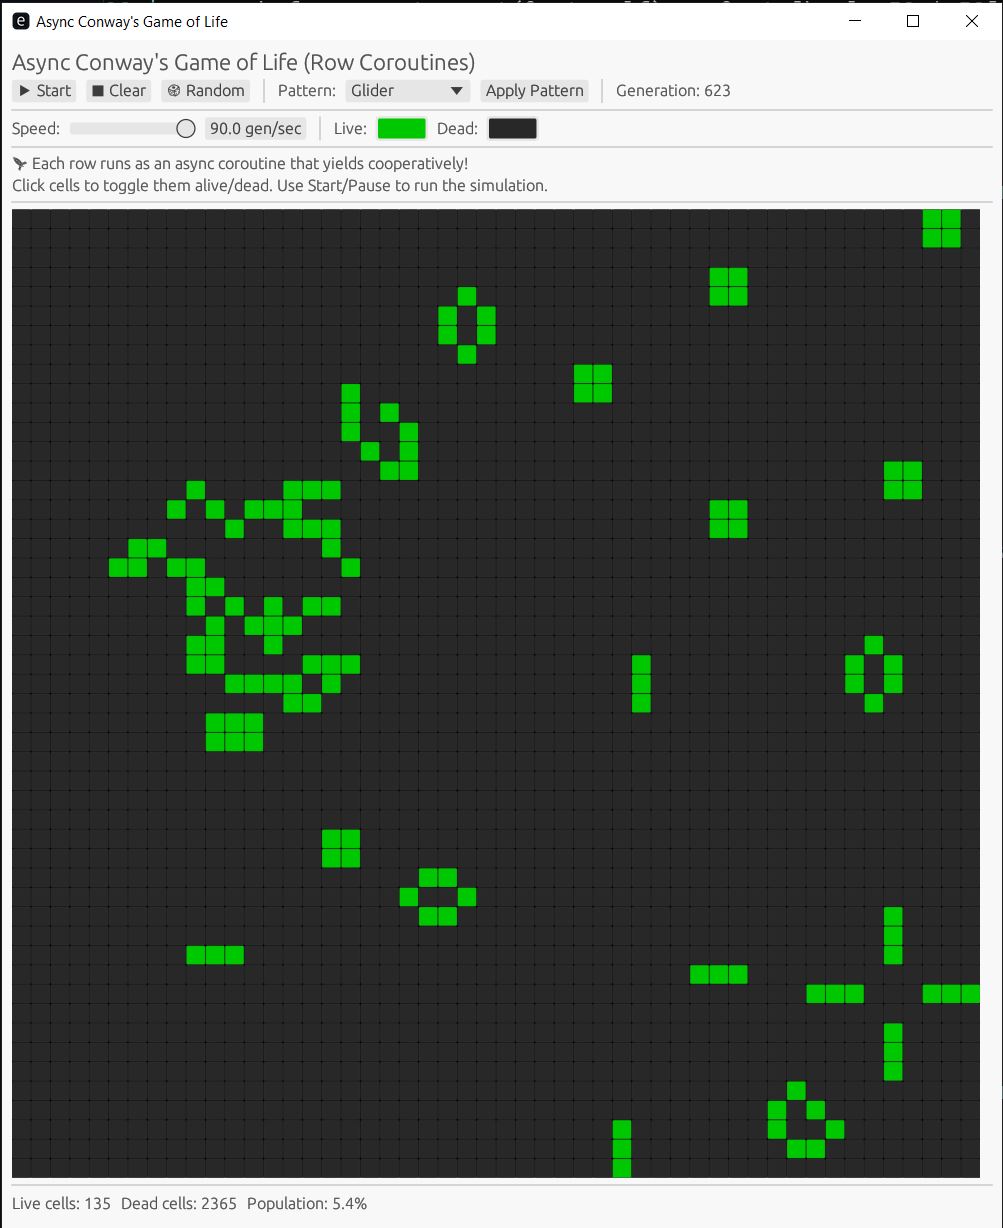 e Async Conway's Game of Life
Async Conway's Game of Life (Row Coroutines)
Start Clear Random Pattern: Glider Apply Pattern Generation: 623
Speed: 90.0 gen/sec Live: Dead:
Each row runs as an async coroutine that yields cooperatively!
Click cells to toggle them alive/dead. Use Start/Pause to run the simulation.
Live cells: 135 Dead cells: 2365 Population: 5.4%